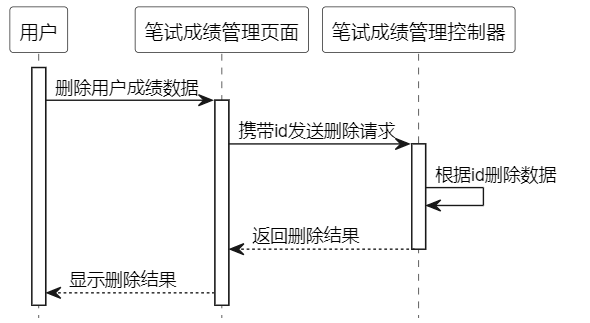 用户
笔试成绩管理页面
笔试成绩管理控制器
删除用户成绩数据
携带id发送删除请求
根据id删除数据
返回删除结果
显示删除结果